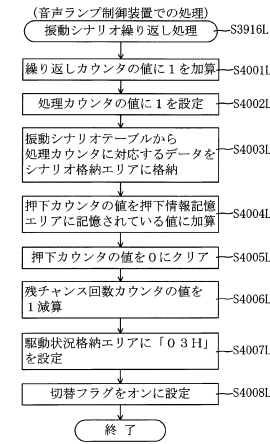 (音声ランプ制御装置での処理)
振動シナリオ繰り返し処理
S3916L
繰り返しカウンタの値に1を加算
S4001L
処理カウンタの値に1を設定
S4002L
振動シナリオテーブルから
処理カウンタに対応するデータを
シナリオ格納エリアに格納
S4003L
押下カウンタの値を押下情報記憶
エリアに記憶されている値に加算
S4004L
押下カウンタの値を0にクリア
S4005L
残チャンス回数カウンタの値を
1減算
S4006L
駆動状況格納エリアに「03H」
を設定
S4007L
切替フラグをオンに設定
S4008L
終了